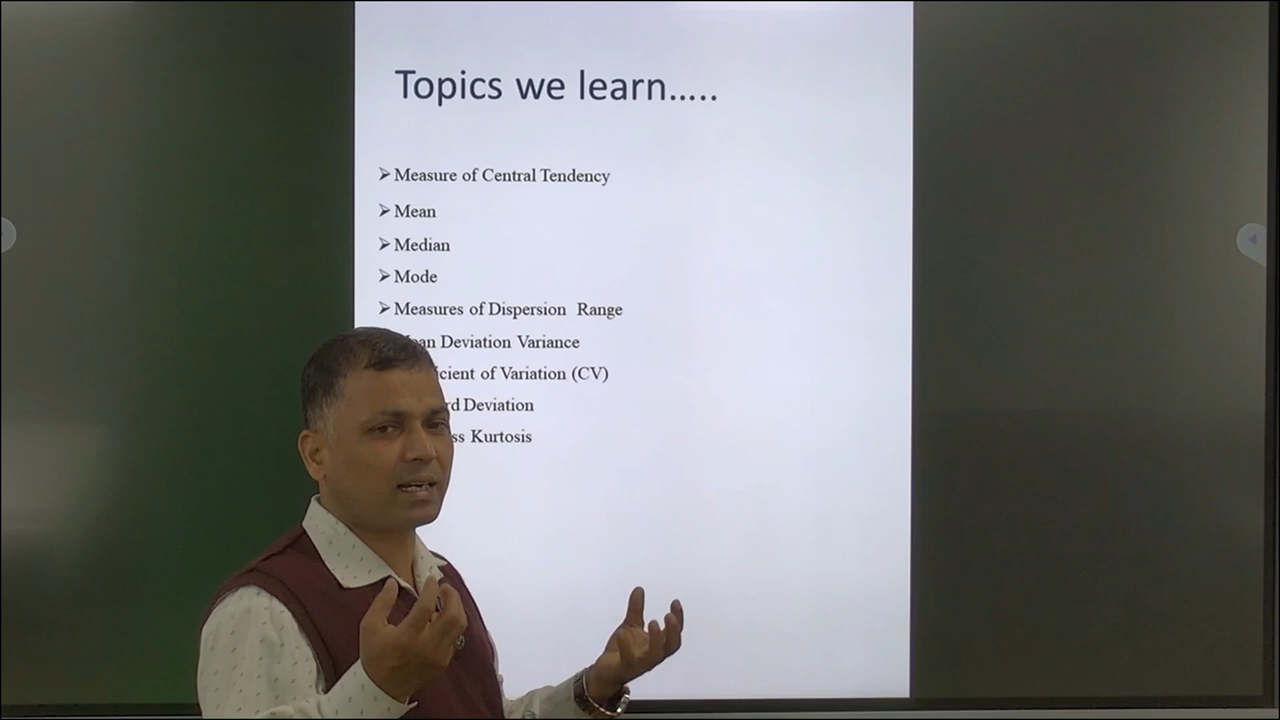 Topics we learn.....
➢ Measure of Central Tendency
➢ Mean
➢ Median
➢ Mode
➢ Measures of Dispersion Range
Deviation Variance
of Variation (CV)
Deviation
Kurtosis